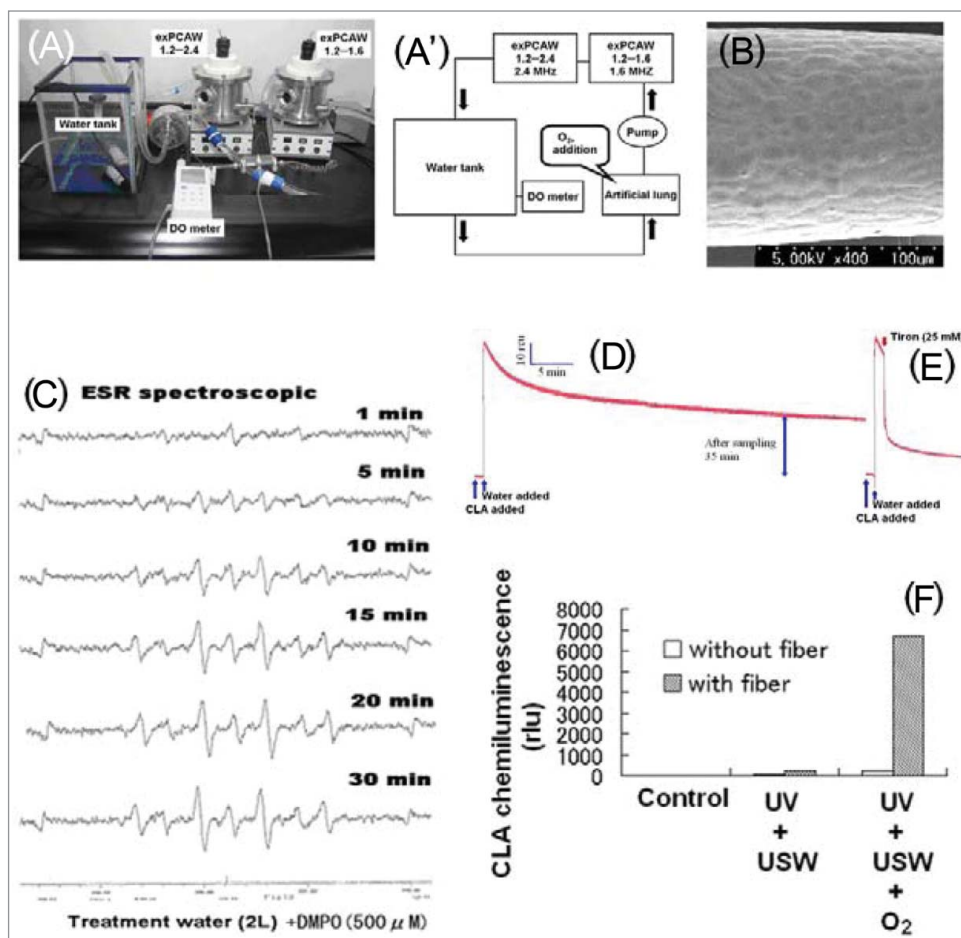 (A)
exPCAW
1.2–2.4
exPCAW
1.2–1.6
Water tank
DO meter
(A')
exPCAW
1.2–2.4
2.4 MHz
exPCAW
1.2–1.6
1.6 MHZ
Pump
O₂,
addition
Water tank
DO meter
Artificial lung
(B)
5.00kV x400 100µm
(C) ESR spectroscopic
1 min
5 min
10 min
15 min
20 min
30 min
Treatment water (2L) +DMPO (500 µM)
(D)
10 rcu
5 min
After sampling
35 min
Water added
CLA added
(E)
Tiron (25 mM)
Water added
CLA added
(F)
CLA chemiluminescence
(rlu)
8000
7000
6000
5000
4000
3000
2000
1000
0
without fiber
with fiber
Control
UV
+
USW
UV
+
USW
+
O₂